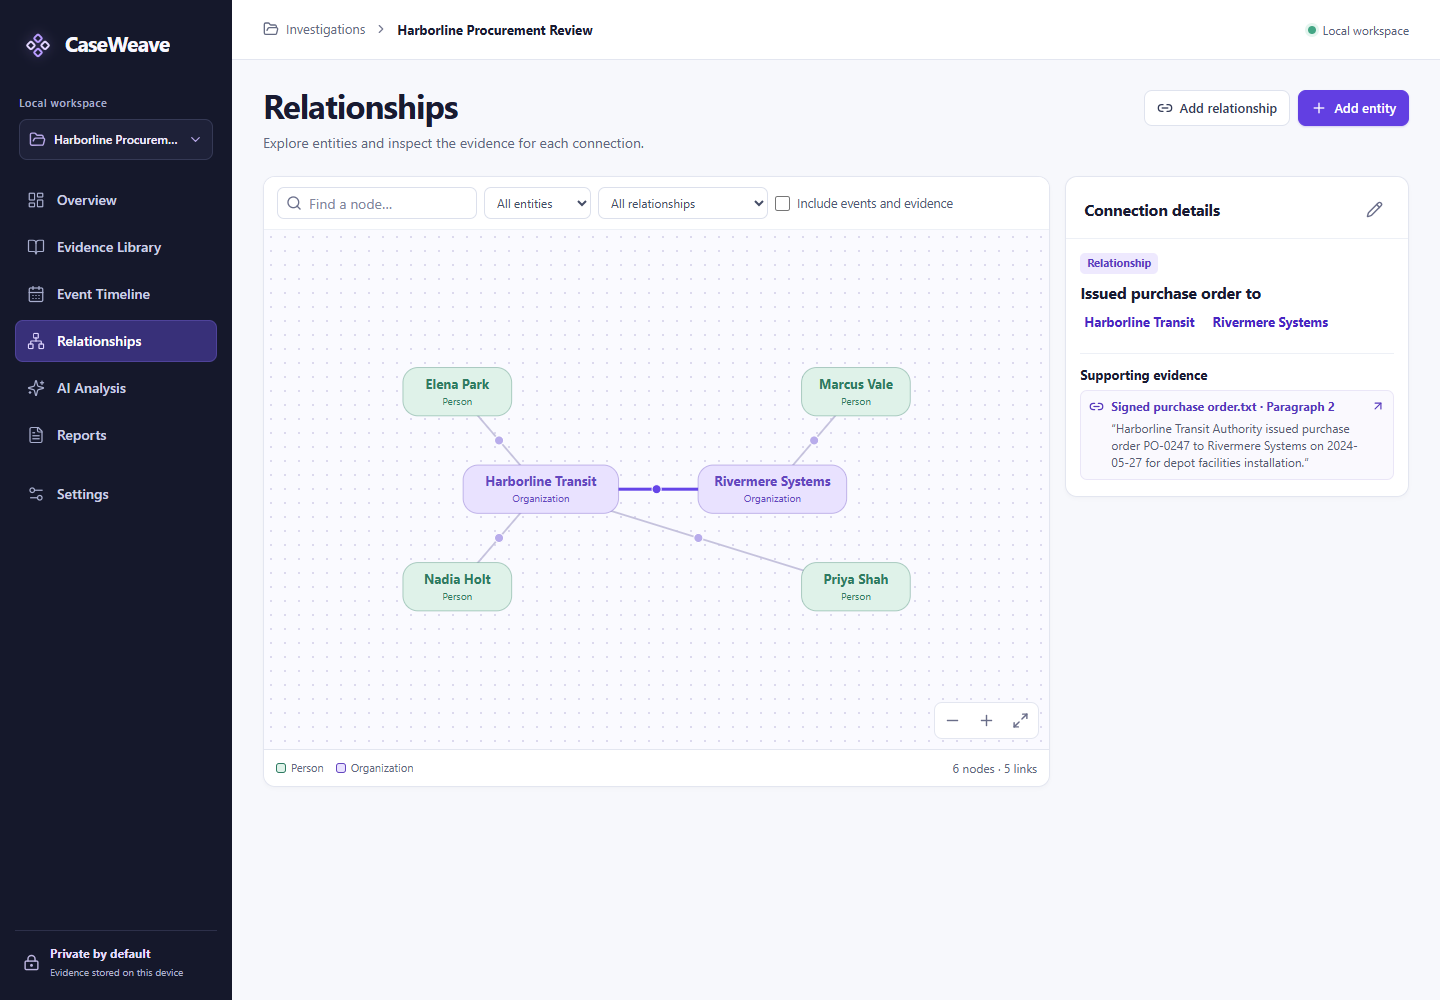 CaseWeave
Local workspace
Harborline Procurem...
Overview
Evidence Library
Event Timeline
Relationships
AI Analysis
Reports
Settings
Private by default
Evidence stored on this device
Investigations
Harborline Procurement Review
Local workspace
Relationships
Explore entities and inspect the evidence for each connection.
Add relationship
Add entity
Find a node...
All entities
All relationships
Include events and evidence
Elena Park
Person
Marcus Vale
Person
Harborline Transit
Organization
Rivermere Systems
Organization
Nadia Holt
Person
Priya Shah
Person
Person
Organization
6 nodes · 5 links
Connection details
Relationship
Issued purchase order to
Harborline Transit Rivermere Systems
Supporting evidence
Signed purchase order.txt · Paragraph 2
“Harborline Transit Authority issued purchase
order PO-0247 to Rivermere Systems on 2024-
05-27 for depot facilities installation.”